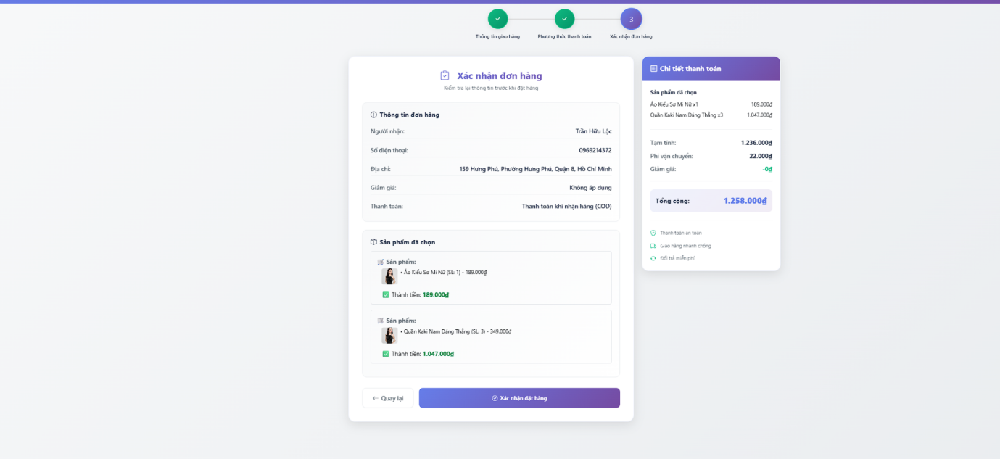 3
Thông tin giao hàng
Phương thức thanh toán
Xác nhận đơn hàng
Xác nhận đơn hàng
Kiểm tra lại thông tin trước khi đặt hàng
Thông tin đơn hàng
Người nhận: Trần Hữu Lộc
Số điện thoại: 0969214372
Địa chỉ: 159 Hưng Phú, Phường Hưng Phú, Quận 8, Hồ Chí Minh
Giảm giá: Không áp dụng
Thanh toán: Thanh toán khi nhận hàng (COD)
Sản phẩm đã chọn
Sản phẩm:
• Áo Kiểu Sơ Mi Nữ (SL: 1) - 189.000₫
Thành tiền: 189.000₫
Sản phẩm:
• Quần Kaki Nam Dáng Thẳng (SL: 3) - 349.000₫
Thành tiền: 1.047.000₫
← Quay lại
Xác nhận đặt hàng
Chi tiết thanh toán
Sản phẩm đã chọn
Áo Kiểu Sơ Mi Nữ x1 189.000₫
Quần Kaki Nam Dáng Thẳng x3 1.047.000₫
Tạm tính: 1.236.000₫
Phí vận chuyển: 22.000₫
Giảm giá: -0₫
Tổng cộng: 1.258.000₫
Thanh toán an toàn
Giao hàng nhanh chóng
Đổi trả miễn phí